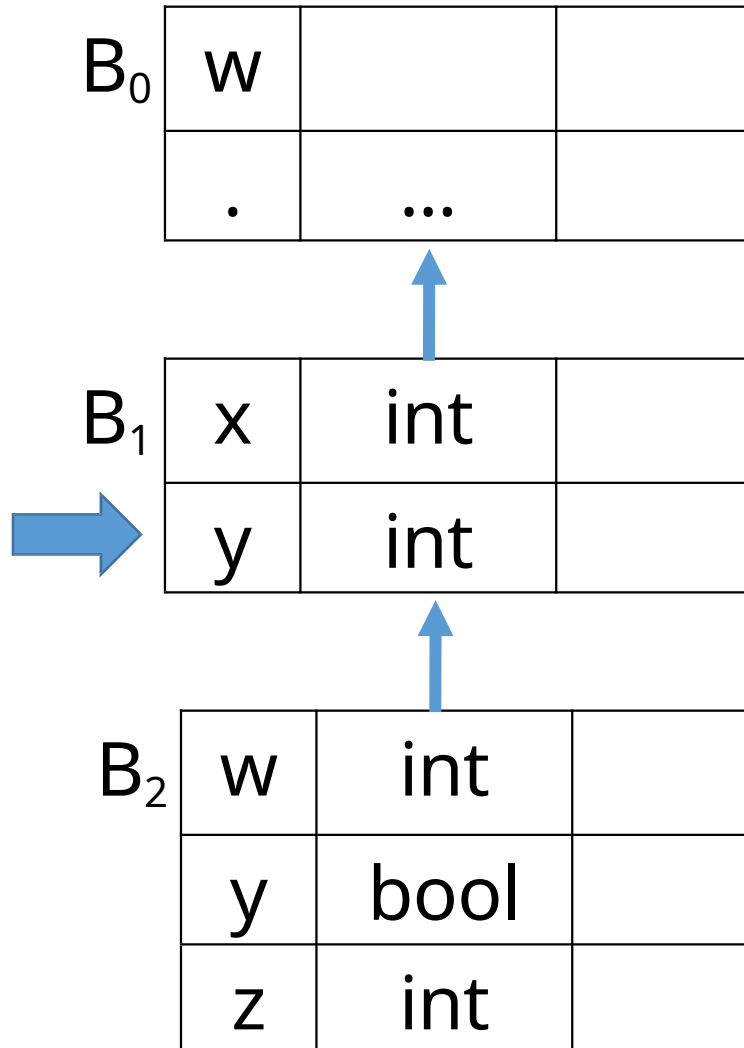 B₀ w
. ...
B₁ x int
y int
B₂ w int
y bool
z int